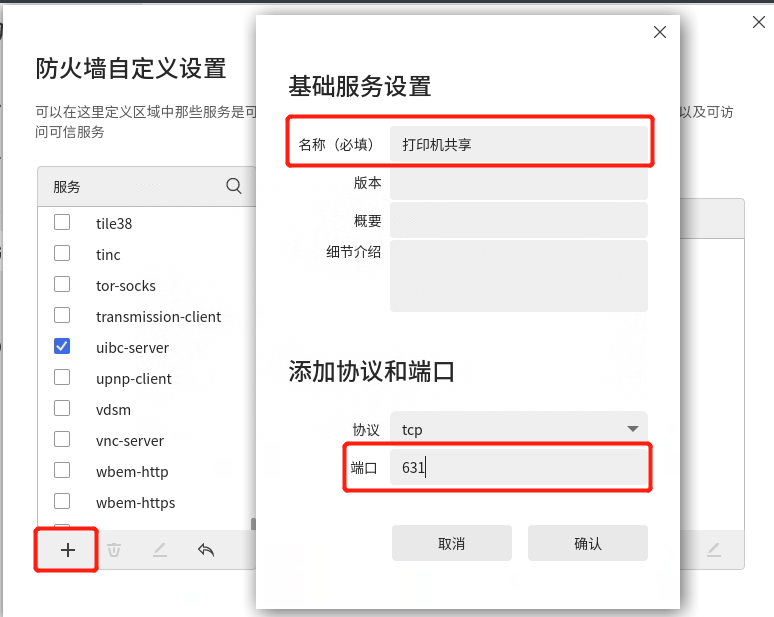 防火墙自定义设置
可以在这里定义区域中那些服务是可
以及可访
问可信服务
服务
tile38
tinc
tor-socks
transmission-client
uibc-server
upnp-client
vdsm
vnc-server
wbem-http
wbem-https
基础服务设置
名称（必填） 打印机共享
版本
概要
细节介绍
添加协议和端口
协议 tcp
端口 631
取消 确认